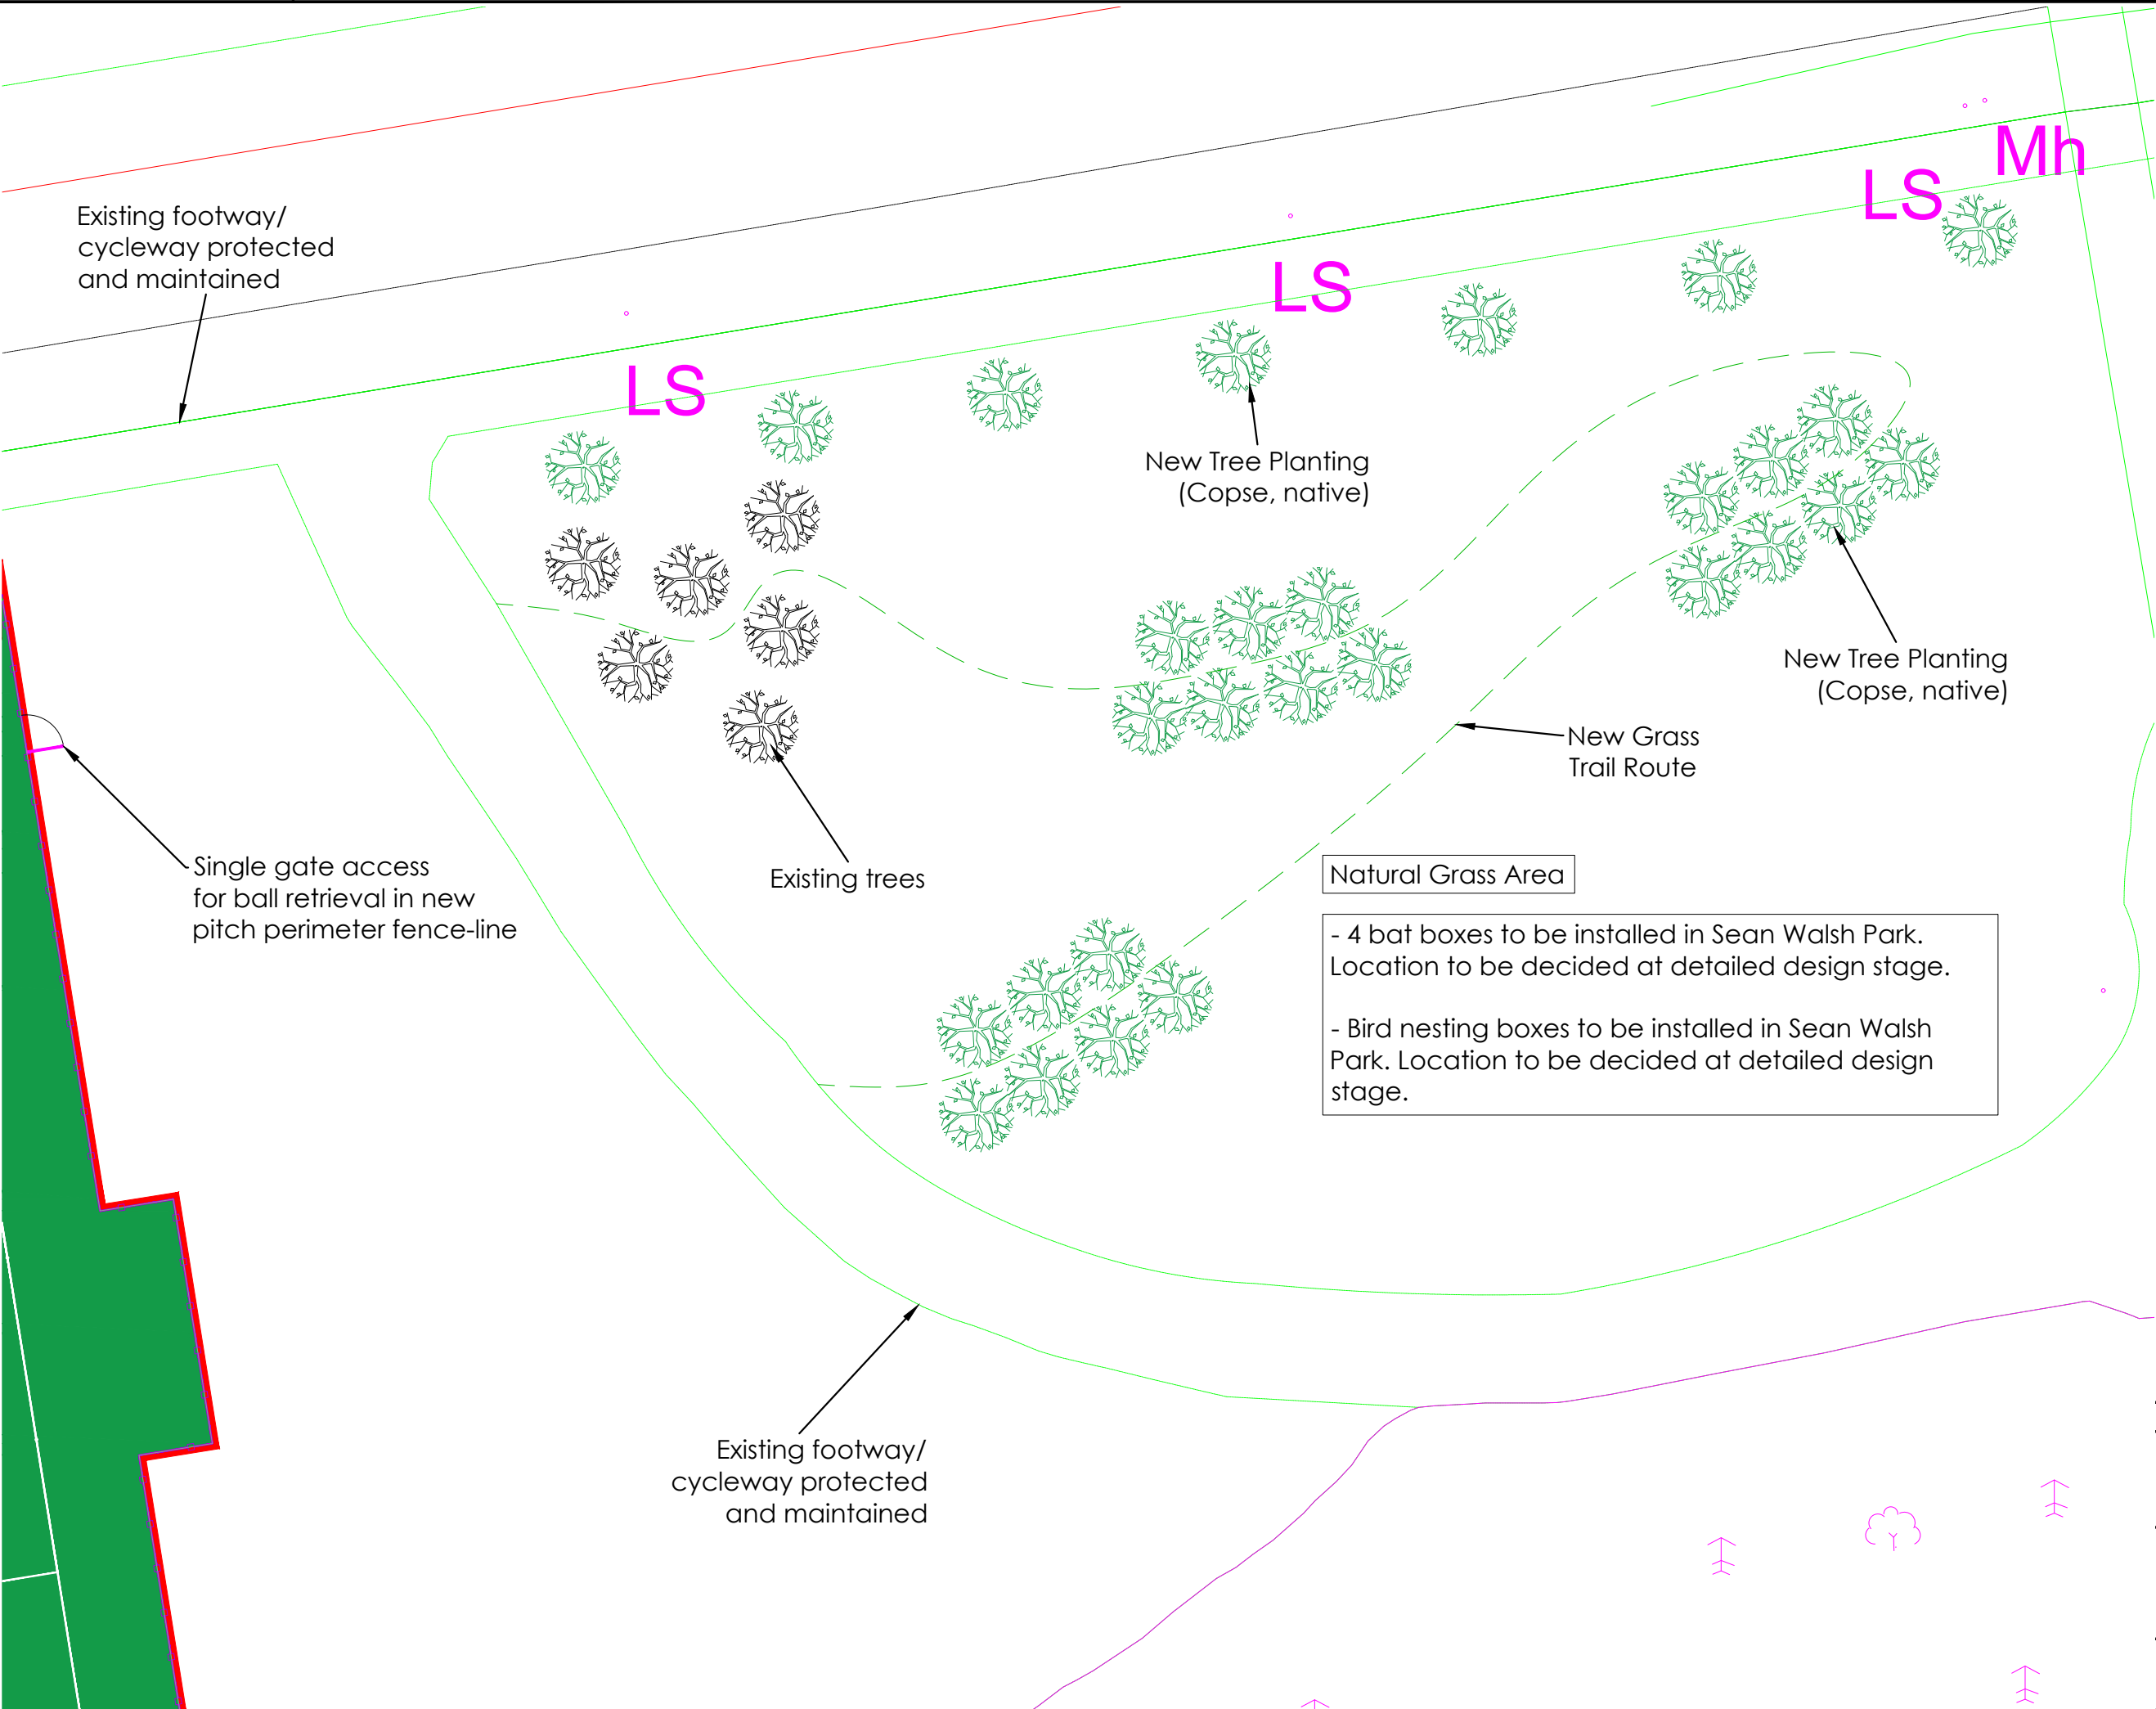 Mh
LS
Existing footway/
cycleway protected
and maintained
LS
LS
New Tree Planting
(Copse, native)
New Tree Planting
(Copse, native)
New Grass
Trail Route
Single gate access
for ball retrieval in new
pitch perimeter fence-line
Existing trees
Natural Grass Area
- 4 bat boxes to be installed in Sean Walsh Park.
Location to be decided at detailed design stage.
- Bird nesting boxes to be installed in Sean Walsh
Park. Location to be decided at detailed design
stage.
Existing footway/
cycleway protected
and maintained